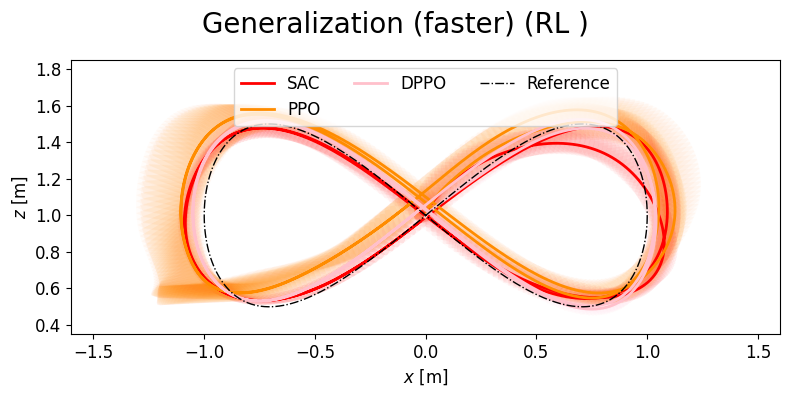 Generalization (faster) (RL )
SAC
PPO
DPPO
Reference
1.8
1.6
1.4
1.2
1.0
0.8
0.6
0.4
z [m]
−1.5
−1.0
−0.5
0.0
0.5
1.0
1.5
x [m]